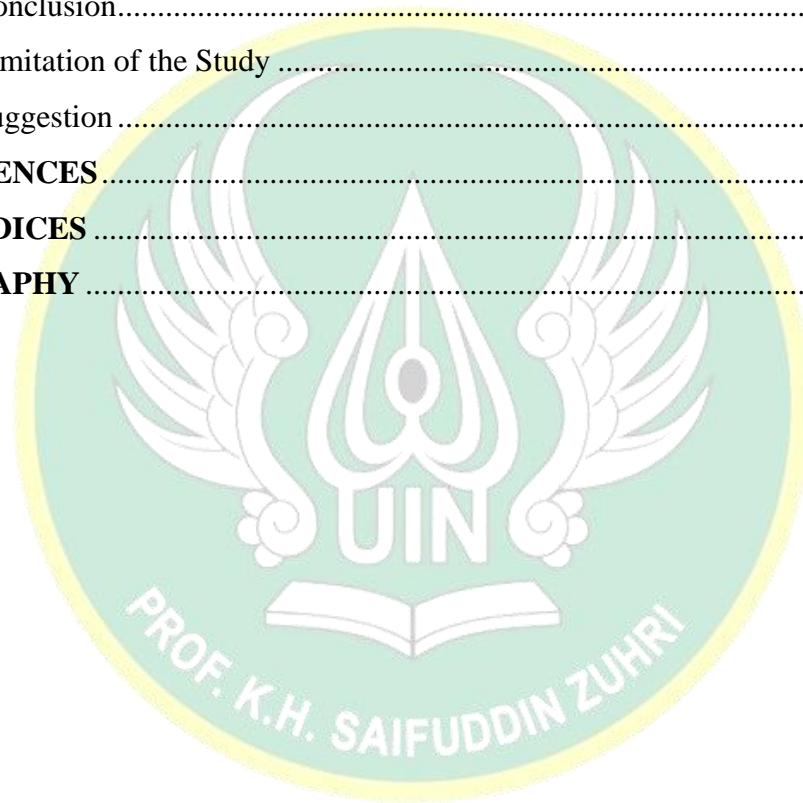 onclusion
mitation of the Study
uggestion
ENCES
DICES
APHY
UIN
PROF. K.H. SAIFUDDIN ZUHRI